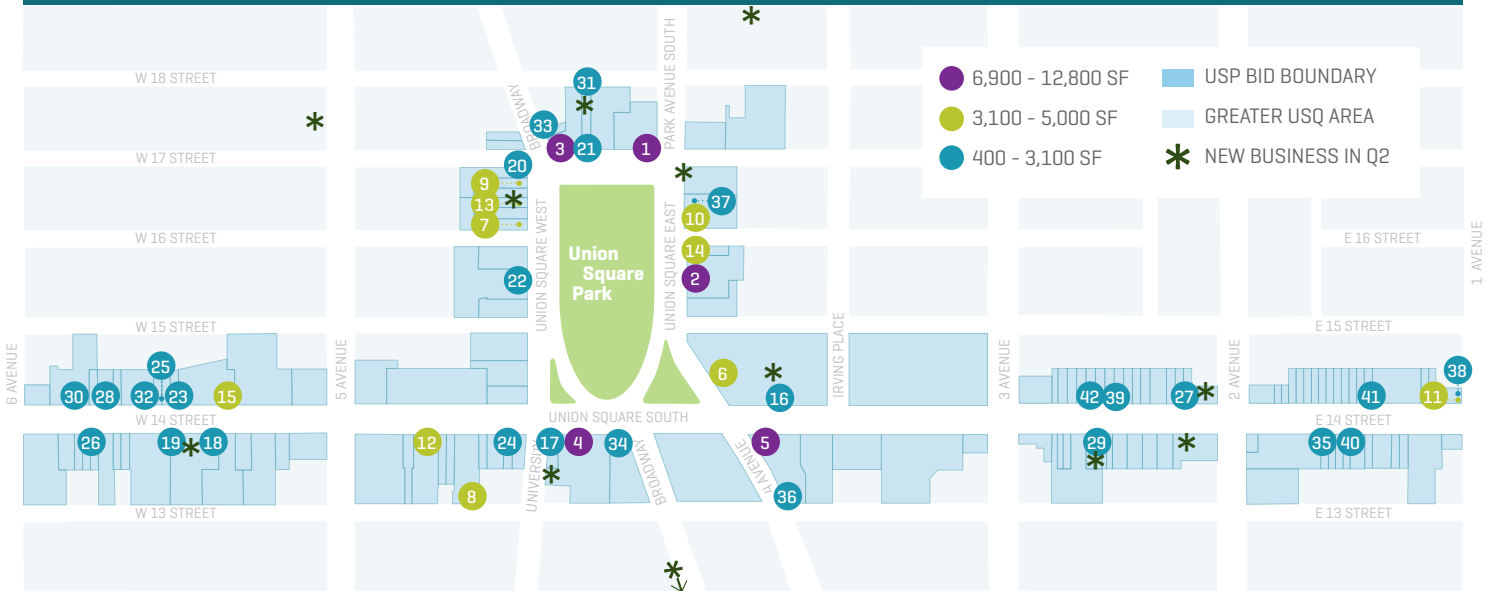 W 18 STREET
W 17 STREET
W 16 STREET
W 15 STREET
W 14 STREET
W 13 STREET
6 AVENUE
5 AVENUE
BROADWAY
PARK AVENUE SOUTH
UNION SQUARE WEST
UNION SQUARE EAST
Union
Square
Park
UNION SQUARE SOUTH
UNIVERSITY
BROADWAY
4 AVENUE
IRVING PLACE
3 AVENUE
2 AVENUE
1 AVENUE
E 16 STREET
E 15 STREET
E 14 STREET
E 13 STREET
6,900 - 12,800 SF
3,100 - 5,000 SF
400 - 3,100 SF
USP BID BOUNDARY
GREATER USQ AREA
NEW BUSINESS IN Q2
31
33
3
21
1
20
9
13
7
37
10
14
2
22
25
30
28
32
23
15
6
16
42
39
27
41
11
38
26
19
18
12
24
17
4
34
5
29
35
40
8
36